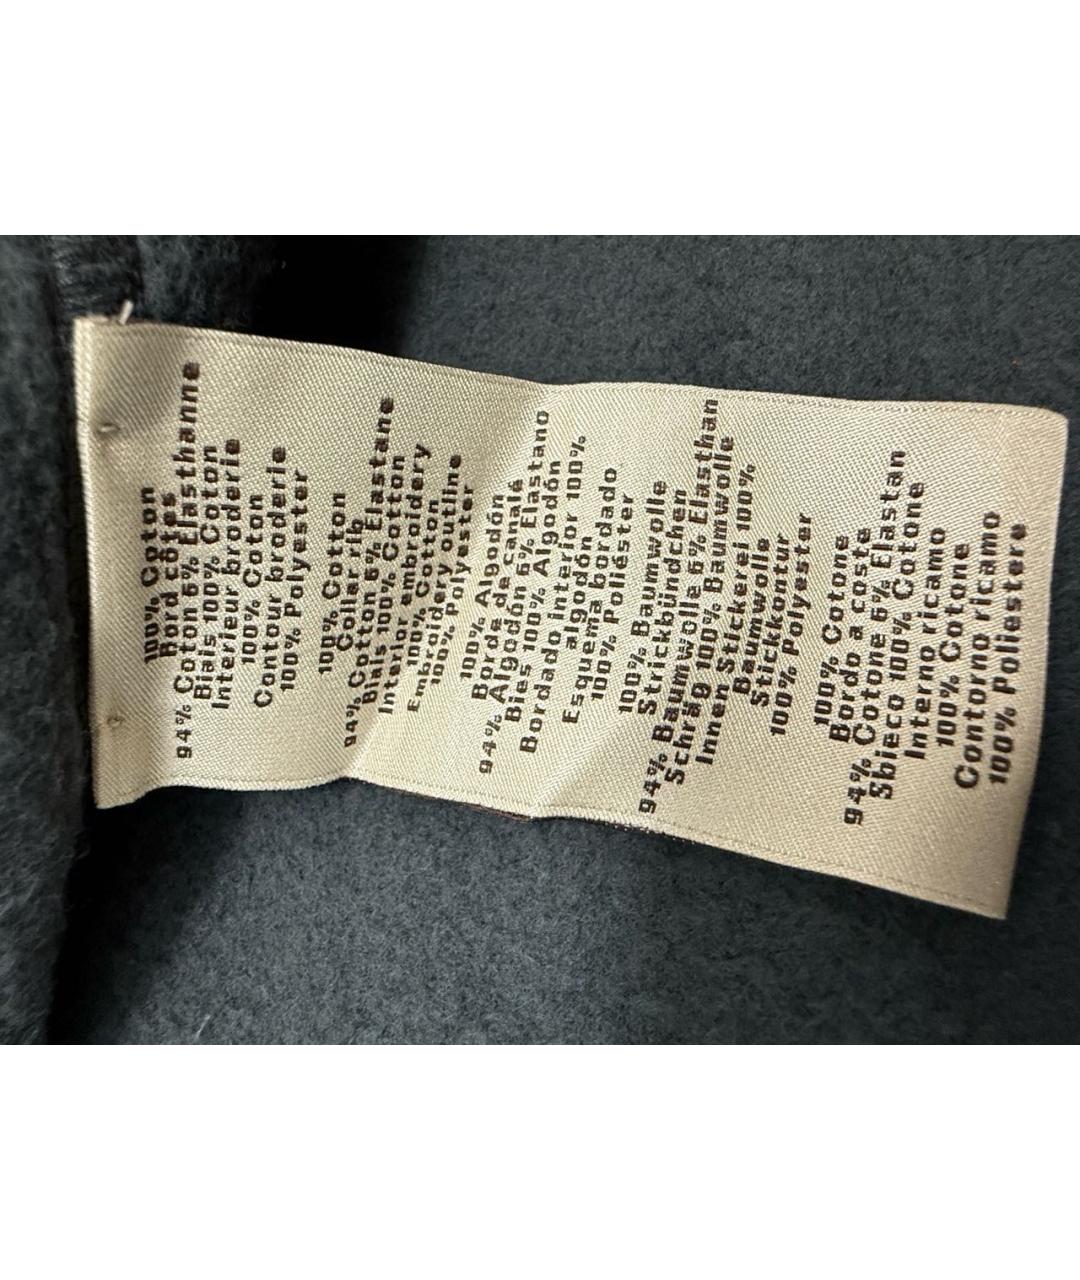 100% Coton
Bord côtes
94% Coton 6% Elasthanne
Biais 100% Coton
Interieur broderie
100% Coton
Contour broderie
100% Polyester
100% Cotton
Collar rib
94% Cotton 6% Elastane
Biais 100% Cotton
Interior embroidery
100% Cotton
Embroidery outline
100% Polyester
100% Algodón
Borde de canalé
94% Algodón 6% Elastano
Bies 100% Algodón
Bordado interior 100%
algodón
Esquema bordado
100% Poliéster
100% Baumwolle
Strickbündchen
94% Baumwolle 6% Elasthan
Schräg 100% Baumwolle
Innen Stickerei 100%
Baumwolle
Stickkontur
100% Polyester
100% Cotone
Bordo a coste
94% Cotone 6% Elastan
Sbieco 100% Cotone
Interno ricamo
100% Cotone
Contorno ricamo
100% Poliestere